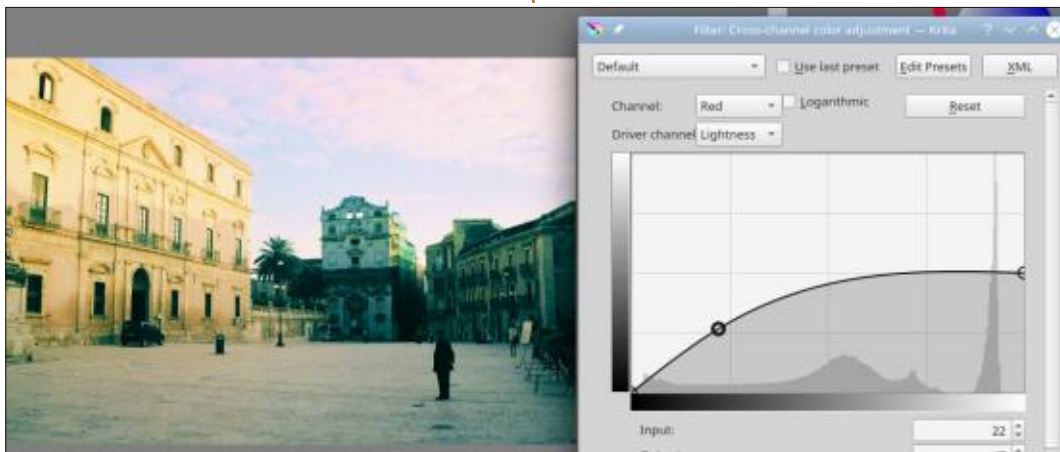 Filter: Cross-channel color adjustment — Krita
Default
Use last preset
Edit Presets
XML
Channel:
Red
Logarithmic
Reset
Driver channel
Lightness
Input:
22